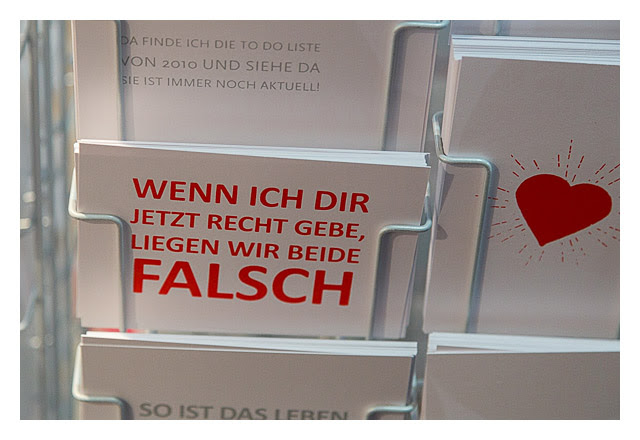 DA FINDE ICH DIE TO DO LISTE
VON 2010 UND SIEHE DA
SIE IST IMMER NOCH AKTUELL!
WENN ICH DIR
JETZT RECHT GEBE,
LIEGEN WIR BEIDE
FALSCH
SO IST DAS LEBEN